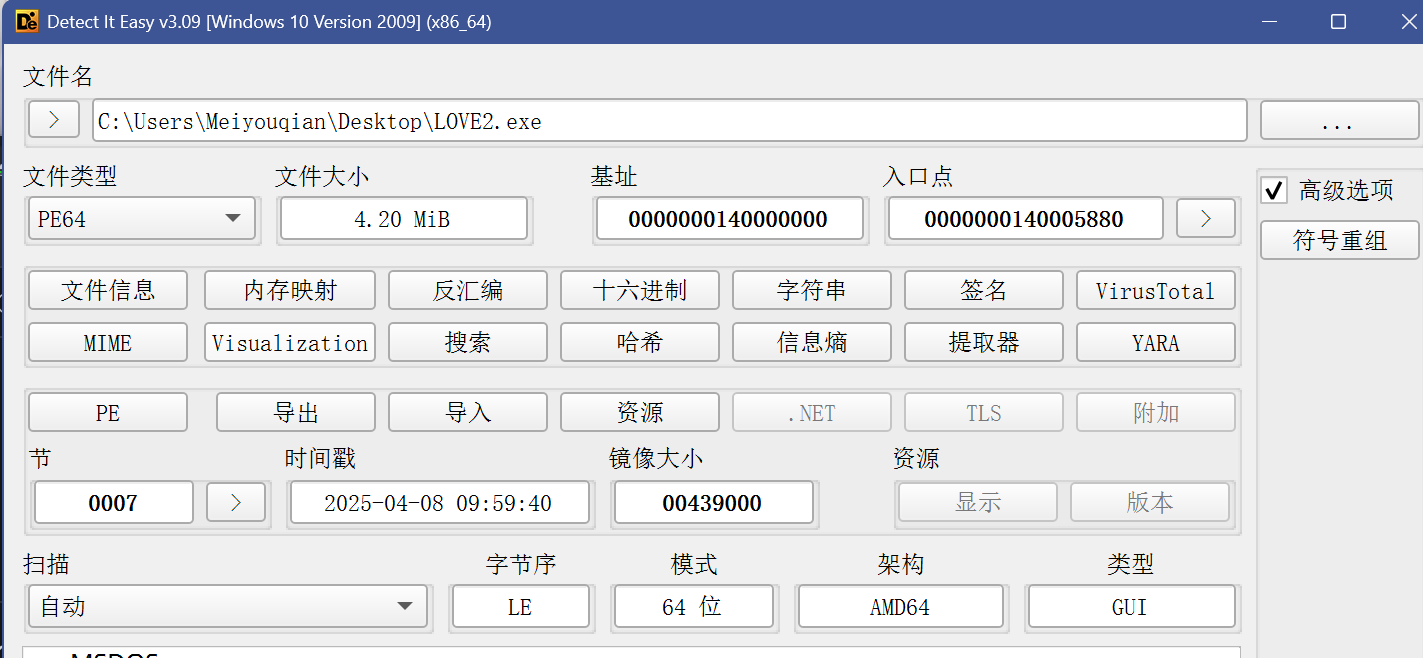 Detect It Easy v3.09 [Windows 10 Version 2009] (x86_64)
文件名
C:\Users\Meiyouqian\Desktop\LOVE2.exe ...
文件类型 文件大小 基址 入口点
高级选项
PE64 4.20 MiB 0000000140000000 0000000140005880
符号重组
文件信息 内存映射 反汇编 十六进制 字符串 签名 VirusTotal
MIME Visualization 搜索 哈希 信息熵 提取器 YARA
PE 导出 导入 资源 .NET TLS 附加
节 时间戳 镜像大小 资源
0007 2025-04-08 09:59:40 00439000 显示 版本
扫描 字节序 模式 架构 类型
自动 LE 64 位 AMD64 GUI